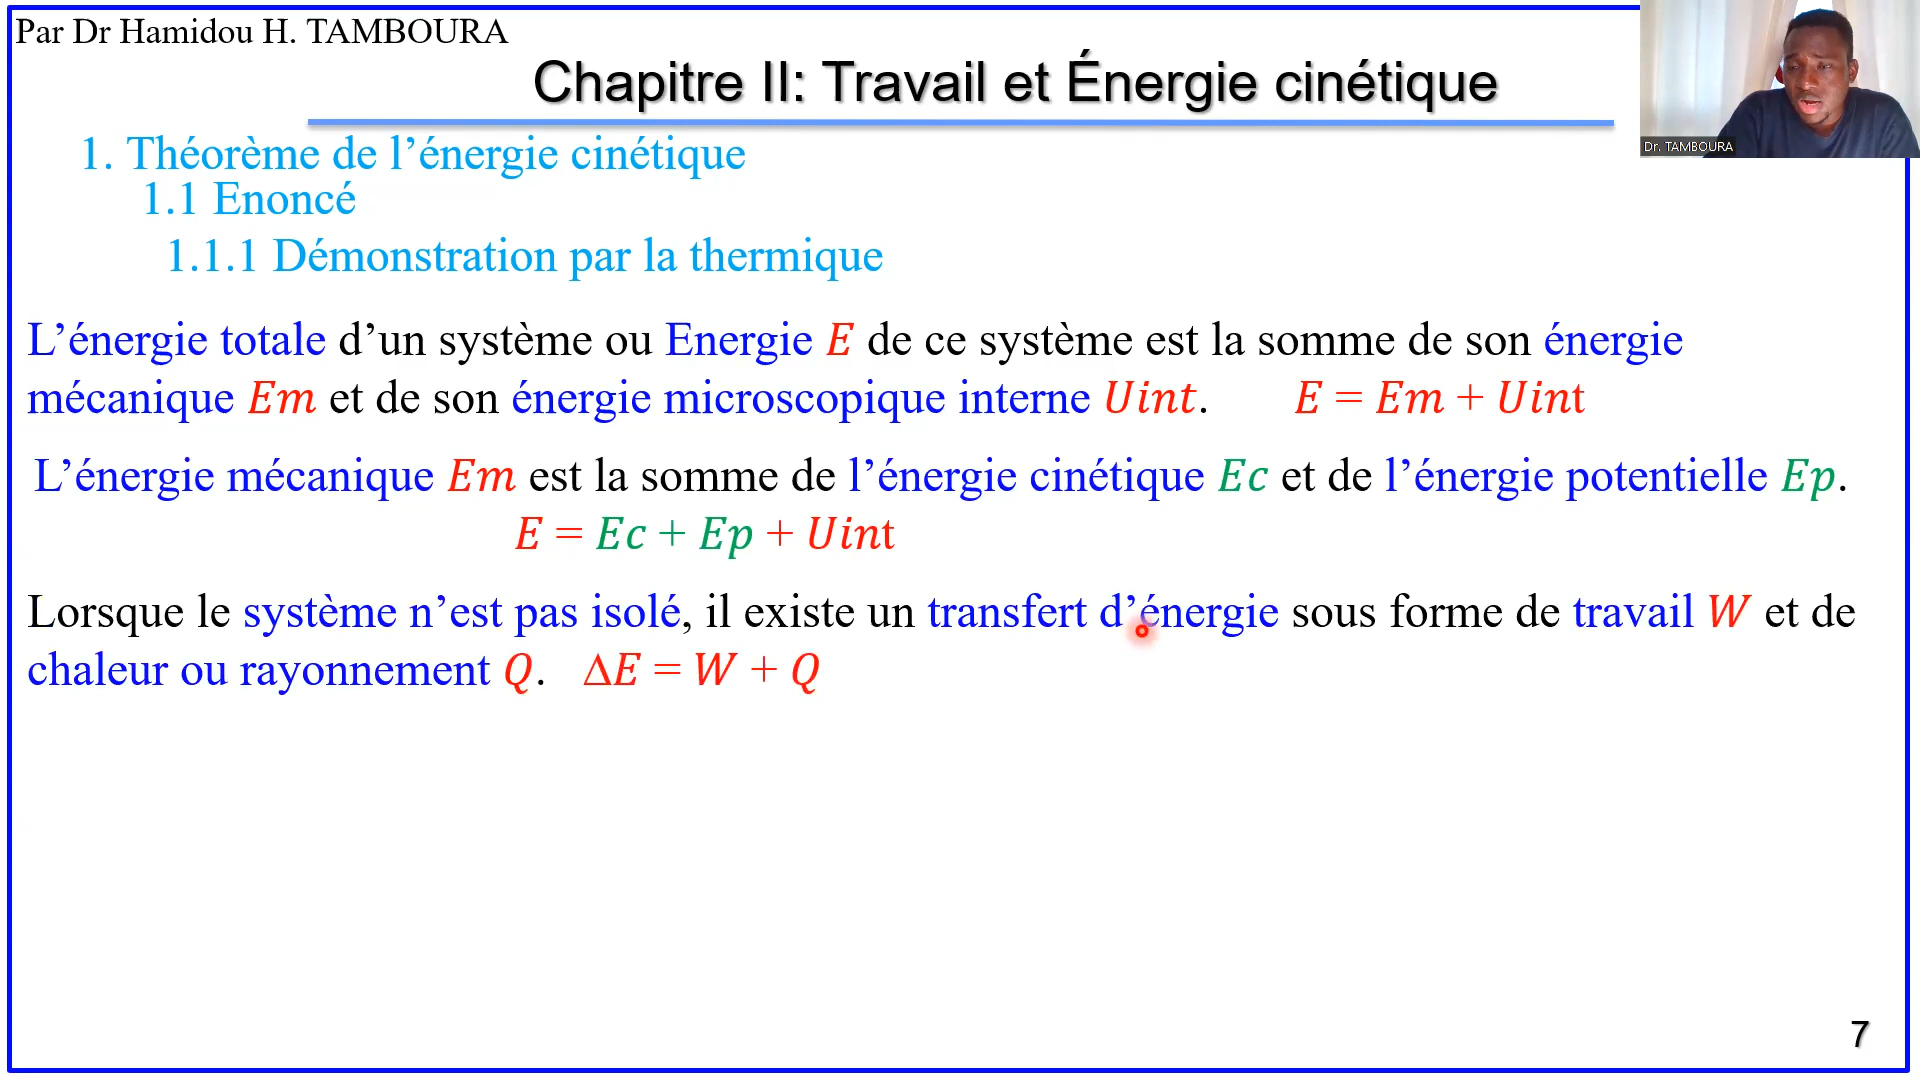 Par Dr Hamidou H. TAMBOURA
Chapitre II: Travail et Énergie cinétique
Dr. TAMBOURA
1. Théorème de l’énergie cinétique
1.1 Enoncé
1.1.1 Démonstration par la thermique
L’énergie totale d’un système ou Energie E de ce système est la somme de son énergie
mécanique Em et de son énergie microscopique interne Uint. E = Em + Uint
L’énergie mécanique Em est la somme de l’énergie cinétique Ec et de l’énergie potentielle Ep.
E = Ec + Ep + Uint
Lorsque le système n’est pas isolé, il existe un transfert d’énergie sous forme de travail W et de
chaleur ou rayonnement Q. ΔE = W + Q
7